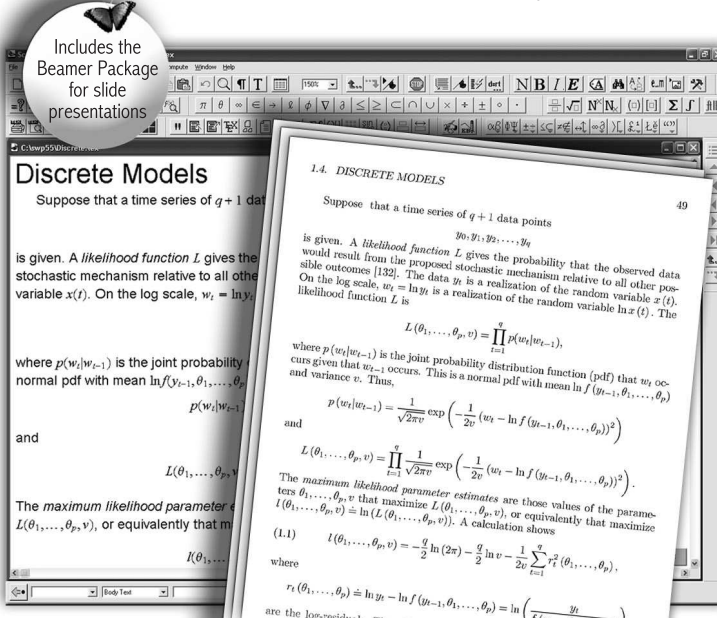 Includes the
Beamer Package
for slide
presentations
Window Help
150%
N B I E
π θ ∞ ∈ → ℓ ϕ ∇ ∂ ≤ ≥ ⊂ ∩ ∪ × ÷ ± ∘ ·
C:\swp55\Discrete.tex
Discrete Models
Suppose that a time series of q + 1 dat
is given. A likelihood function L gives the
stochastic mechanism relative to all othe
variable x(t). On the log scale, wₜ = ln yₜ
where p(wₜ|wₜ₋₁) is the joint probability
normal pdf with mean ln f(yₜ₋₁, θ₁, . . . , θₚ
p(wₜ|wₜ₋₁)
and
L(θ₁, . . . , θₚ, v
The maximum likelihood parameter e
L(θ₁, . . . , θₚ, v), or equivalently that m
l(θ₁, . . .
Body Text
1.4. DISCRETE MODELS 49
Suppose that a time series of q + 1 data points
y₀, y₁, y₂, . . . , y_q
is given. A likelihood function L gives the probability that the observed data
would result from the proposed stochastic mechanism relative to all other pos-
sible outcomes [132]. The data yₜ is a realization of the random variable x (t).
On the log scale, wₜ = ln yₜ is a realization of the random variable ln x (t). The
likelihood function L is
L (θ₁, . . . , θₚ, v) = ∏_{t=1}^{q} p(wₜ|wₜ₋₁),
where p (wₜ|wₜ₋₁) is the joint probability distribution function (pdf) that wₜ oc-
curs given that wₜ₋₁ occurs. This is a normal pdf with mean ln f (yₜ₋₁, θ₁, . . . , θₚ)
and variance v. Thus,
p (wₜ|wₜ₋₁) = 1/√(2πv) exp ( −1/(2v) (wₜ − ln f (yₜ₋₁, θ₁, . . . , θₚ))² )
and
L (θ₁, . . . , θₚ, v) = ∏_{t=1}^{q} 1/√(2πv) exp ( −1/(2v) (wₜ − ln f (yₜ₋₁, θ₁, . . . , θₚ))² ).
The maximum likelihood parameter estimates are those values of the parame-
ters θ₁, . . . , θₚ, v that maximize L (θ₁, . . . , θₚ, v), or equivalently that maximize
l (θ₁, . . . , θₚ, v) ≐ ln (L (θ₁, . . . , θₚ, v)). A calculation shows
(1.1) l (θ₁, . . . , θₚ, v) = −q/2 ln (2π) − q/2 ln v − 1/(2v) ∑_{t=1}^{q} rₜ² (θ₁, . . . , θₚ),
where
rₜ (θ₁, . . . , θₚ) ≐ ln yₜ − ln f (yₜ₋₁, θ₁, . . . , θₚ) = ln ( yₜ
are the log-residual